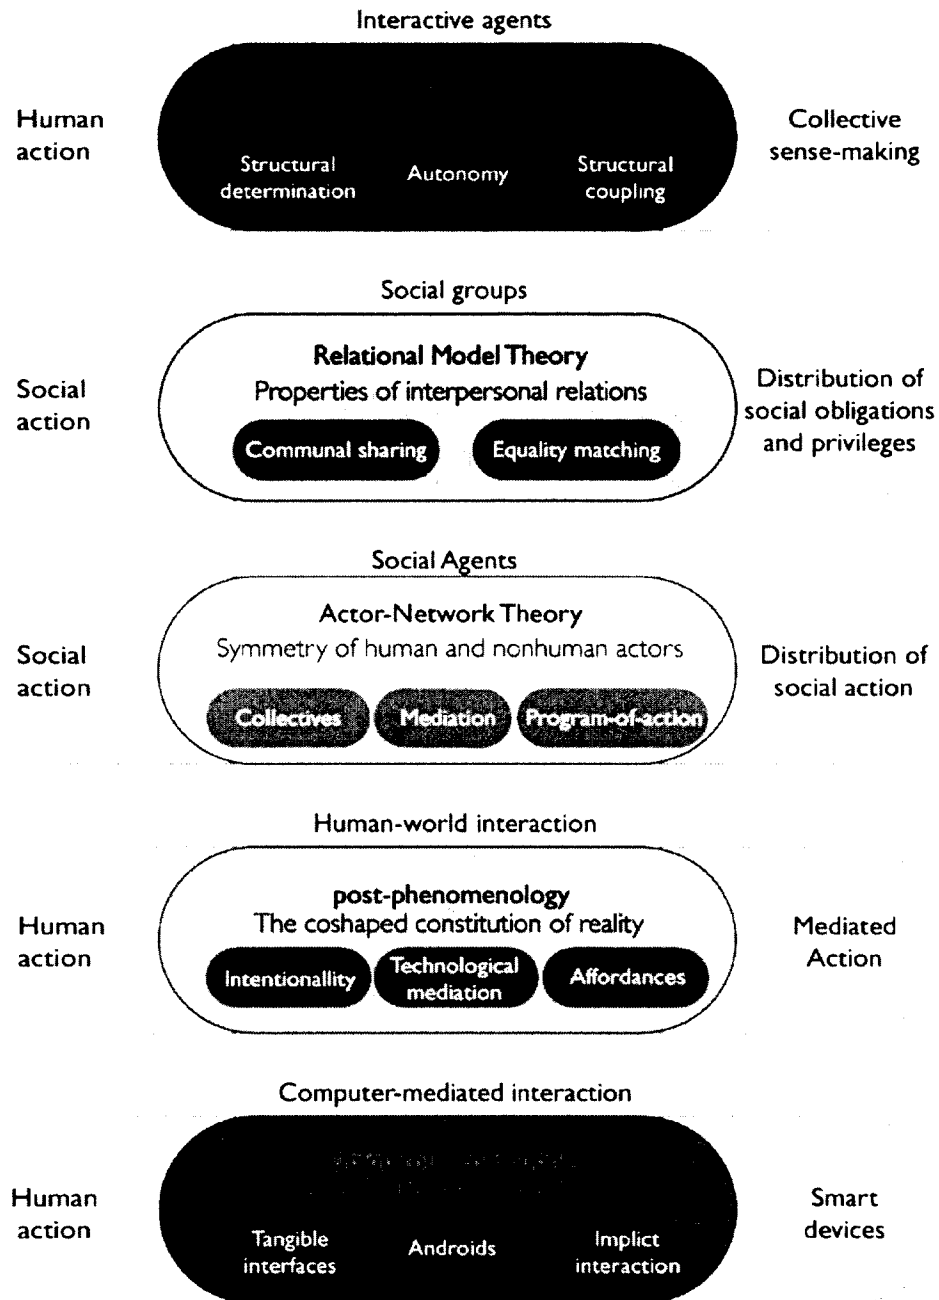 Interactive agents
Human
action
Structural
determination
Autonomy
Structural
coupling
Collective
sense-making
Social groups
Social
action
Relational Model Theory
Properties of interpersonal relations
Communal sharing
Equality matching
Distribution of
social obligations
and privileges
Social Agents
Social
action
Actor-Network Theory
Symmetry of human and nonhuman actors
Collectives
Mediation
Program-of-action
Distribution of
social action
Human-world interaction
Human
action
post-phenomenology
The coshaped constitution of reality
Intentionallity
Technological
mediation
Affordances
Mediated
Action
Computer-mediated interaction
Human
action
Tangible
interfaces
Androids
Implict
interaction
Smart
devices